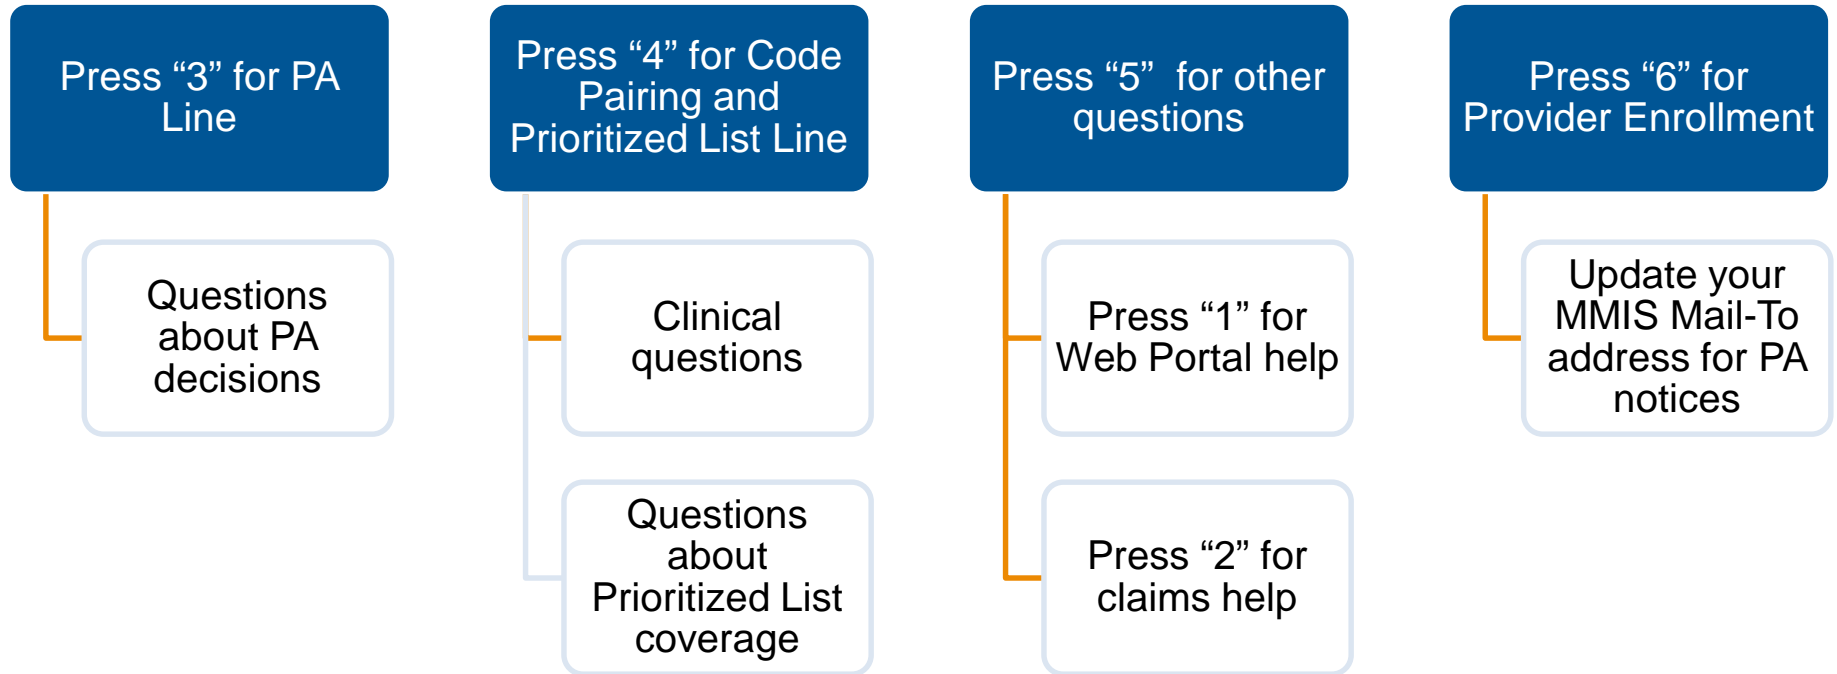 Press “3” for PA
Line
Questions
about PA
decisions
Press “4” for Code
Pairing and
Prioritized List Line
Clinical
questions
Questions
about
Prioritized List
coverage
Press “5”  for other
questions
Press “1” for
Web Portal help
Press “2” for
claims help
Press “6” for
Provider Enrollment
Update your
MMIS Mail-To
address for PA
notices